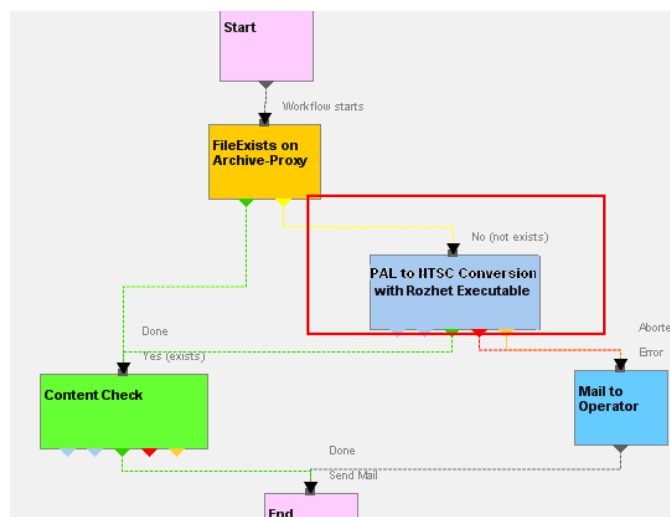 Start
Workflow starts
FileExists on
Archive-Proxy
No (not exists)
PAL to NTSC Conversion
with Rozhet Executable
Done
Yes (exists)
Aborte
Error
Content Check
Mail to
Operator
Done
Send Mail
End